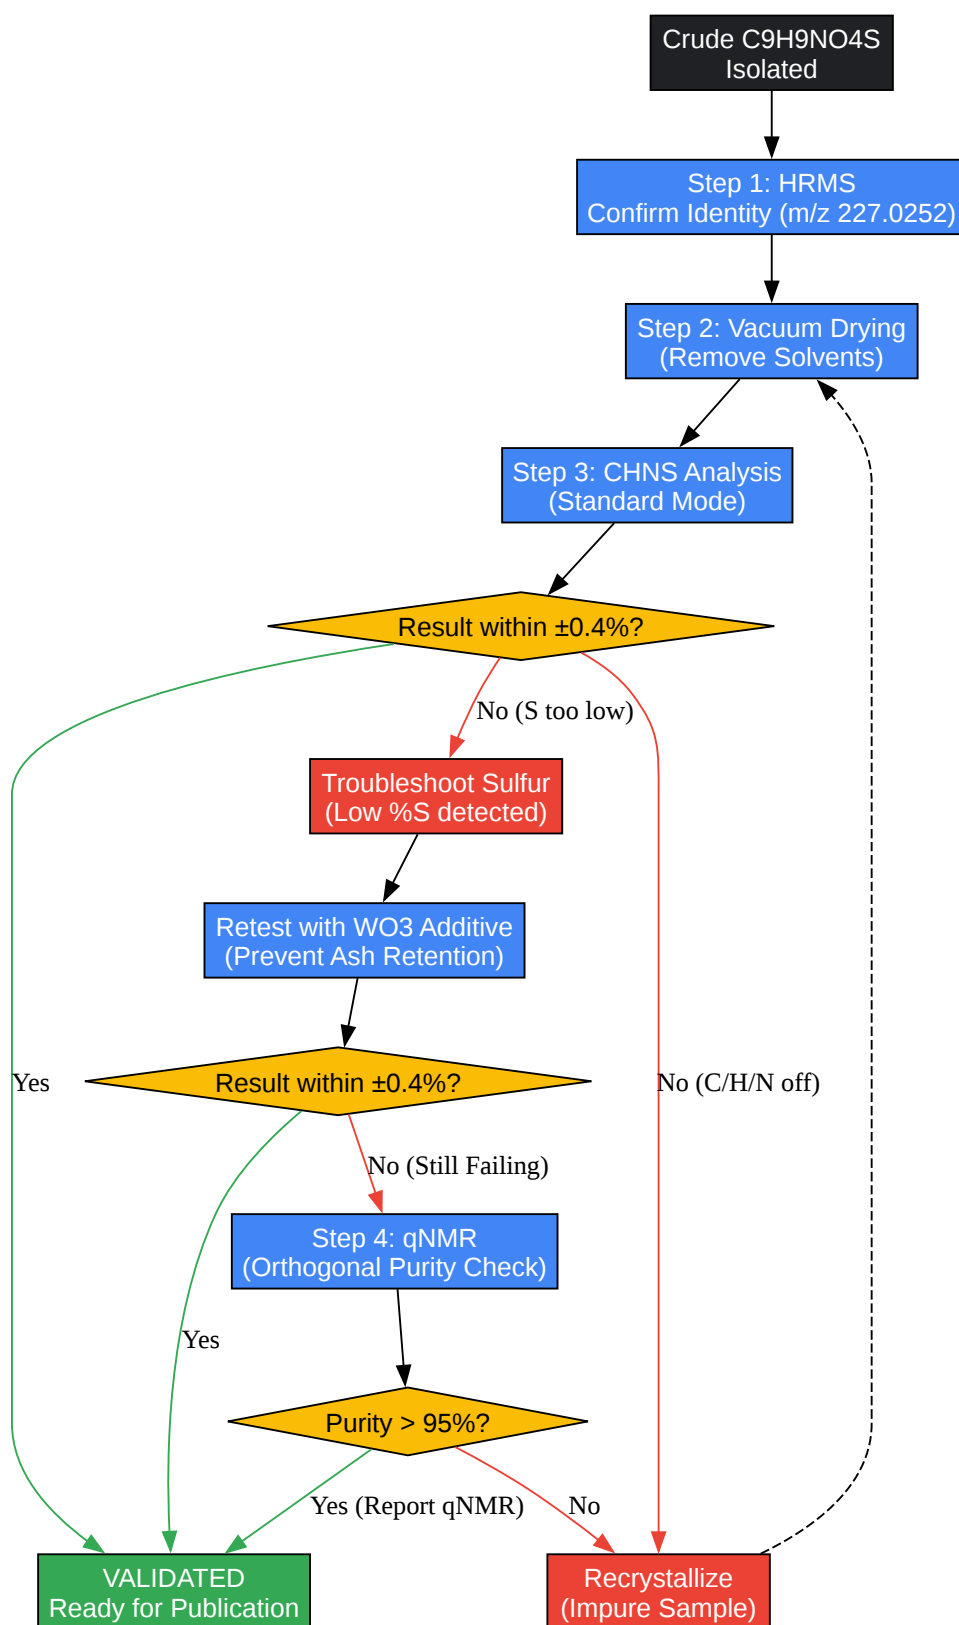 Crude C9H9NO4S
Isolated
Step 1: HRMS
Confirm Identity (m/z 227.0252)
Step 2: Vacuum Drying
(Remove Solvents)
Step 3: CHNS Analysis
(Standard Mode)
Result within ±0.4%?
No (S too low)
Troubleshoot Sulfur
(Low %S detected)
Retest with WO3 Additive
(Prevent Ash Retention)
Result within ±0.4%?
Yes
No (C/H/N off)
No (Still Failing)
Step 4: qNMR
(Orthogonal Purity Check)
Yes
Purity > 95%?
Yes (Report qNMR)
No
VALIDATED
Ready for Publication
Recrystallize
(Impure Sample)